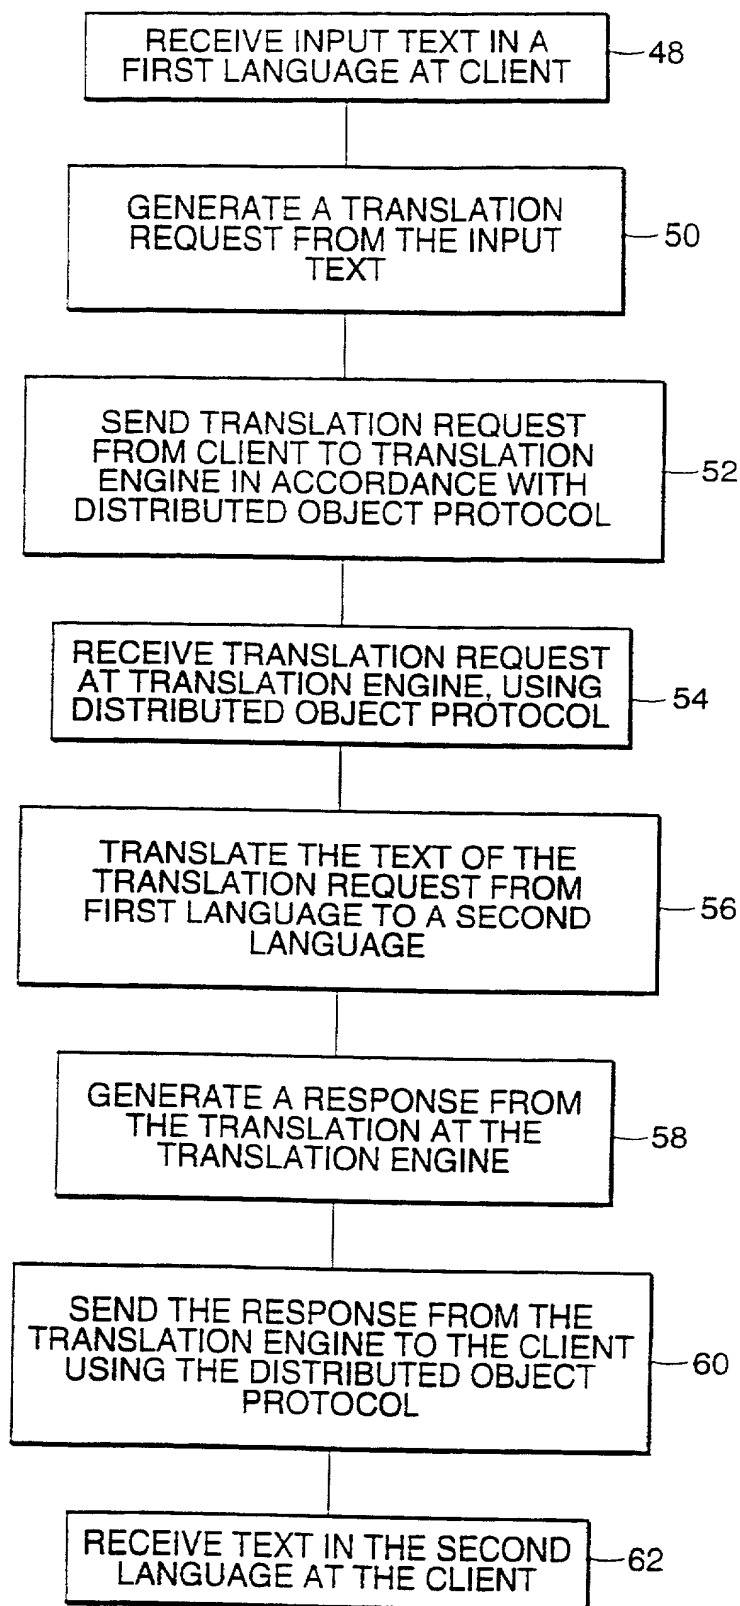 RECEIVE INPUT TEXT IN A
FIRST LANGUAGE AT CLIENT
48
GENERATE A TRANSLATION
REQUEST FROM THE INPUT
TEXT
50
SEND TRANSLATION REQUEST
FROM CLIENT TO TRANSLATION
ENGINE IN ACCORDANCE WITH
DISTRIBUTED OBJECT PROTOCOL
52
RECEIVE TRANSLATION REQUEST
AT TRANSLATION ENGINE, USING
DISTRIBUTED OBJECT PROTOCOL
54
TRANSLATE THE TEXT OF THE
TRANSLATION REQUEST FROM
FIRST LANGUAGE TO A SECOND
LANGUAGE
56
GENERATE A RESPONSE FROM
THE TRANSLATION AT THE
TRANSLATION ENGINE
58
SEND THE RESPONSE FROM THE
TRANSLATION ENGINE TO THE CLIENT
USING THE DISTRIBUTED OBJECT
PROTOCOL
60
RECEIVE TEXT IN THE SECOND
LANGUAGE AT THE CLIENT
62